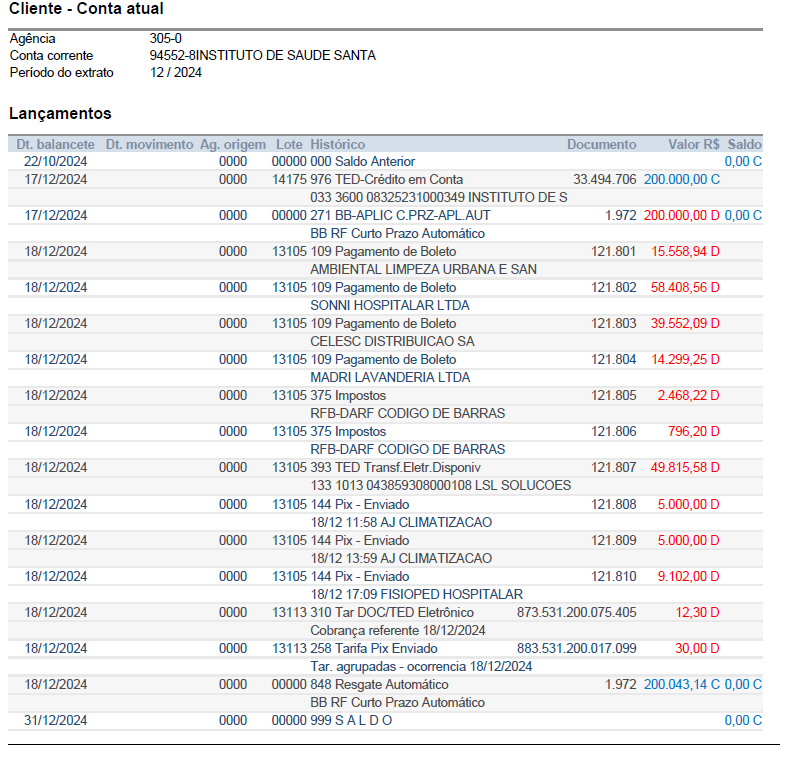 Cliente - Conta atual
Agência 305-0
Conta corrente 94552-8INSTITUTO DE SAUDE SANTA
Período do extrato 12 / 2024
Lançamentos
Dt. balancete Dt. movimento Ag. origem Lote Histórico Documento Valor R$ Saldo
22/10/2024 0000 00000 000 Saldo Anterior 0,00 C
17/12/2024 0000 14175 976 TED-Crédito em Conta 33.494.706 200.000,00 C
033 3600 08325231000349 INSTITUTO DE S
17/12/2024 0000 00000 271 BB-APLIC C.PRZ-APL.AUT 1.972 200.000,00 D 0,00 C
BB RF Curto Prazo Automático
18/12/2024 0000 13105 109 Pagamento de Boleto 121.801 15.558,94 D
AMBIENTAL LIMPEZA URBANA E SAN
18/12/2024 0000 13105 109 Pagamento de Boleto 121.802 58.408,56 D
SONNI HOSPITALAR LTDA
18/12/2024 0000 13105 109 Pagamento de Boleto 121.803 39.552,09 D
CELESC DISTRIBUICAO SA
18/12/2024 0000 13105 109 Pagamento de Boleto 121.804 14.299,25 D
MADRI LAVANDERIA LTDA
18/12/2024 0000 13105 375 Impostos 121.805 2.468,22 D
RFB-DARF CODIGO DE BARRAS
18/12/2024 0000 13105 375 Impostos 121.806 796,20 D
RFB-DARF CODIGO DE BARRAS
18/12/2024 0000 13105 393 TED Transf.Eletr.Disponiv 121.807 49.815,58 D
133 1013 043859308000108 LSL SOLUCOES
18/12/2024 0000 13105 144 Pix - Enviado 121.808 5.000,00 D
18/12 11:58 AJ CLIMATIZACAO
18/12/2024 0000 13105 144 Pix - Enviado 121.809 5.000,00 D
18/12 13:59 AJ CLIMATIZACAO
18/12/2024 0000 13105 144 Pix - Enviado 121.810 9.102,00 D
18/12 17:09 FISIOPED HOSPITALAR
18/12/2024 0000 13113 310 Tar DOC/TED Eletrônico 873.531.200.075.405 12,30 D
Cobrança referente 18/12/2024
18/12/2024 0000 13113 258 Tarifa Pix Enviado 883.531.200.017.099 30,00 D
Tar. agrupadas - ocorrencia 18/12/2024
18/12/2024 0000 00000 848 Resgate Automático 1.972 200.043,14 C 0,00 C
BB RF Curto Prazo Automático
31/12/2024 0000 00000 999 S A L D O 0,00 C